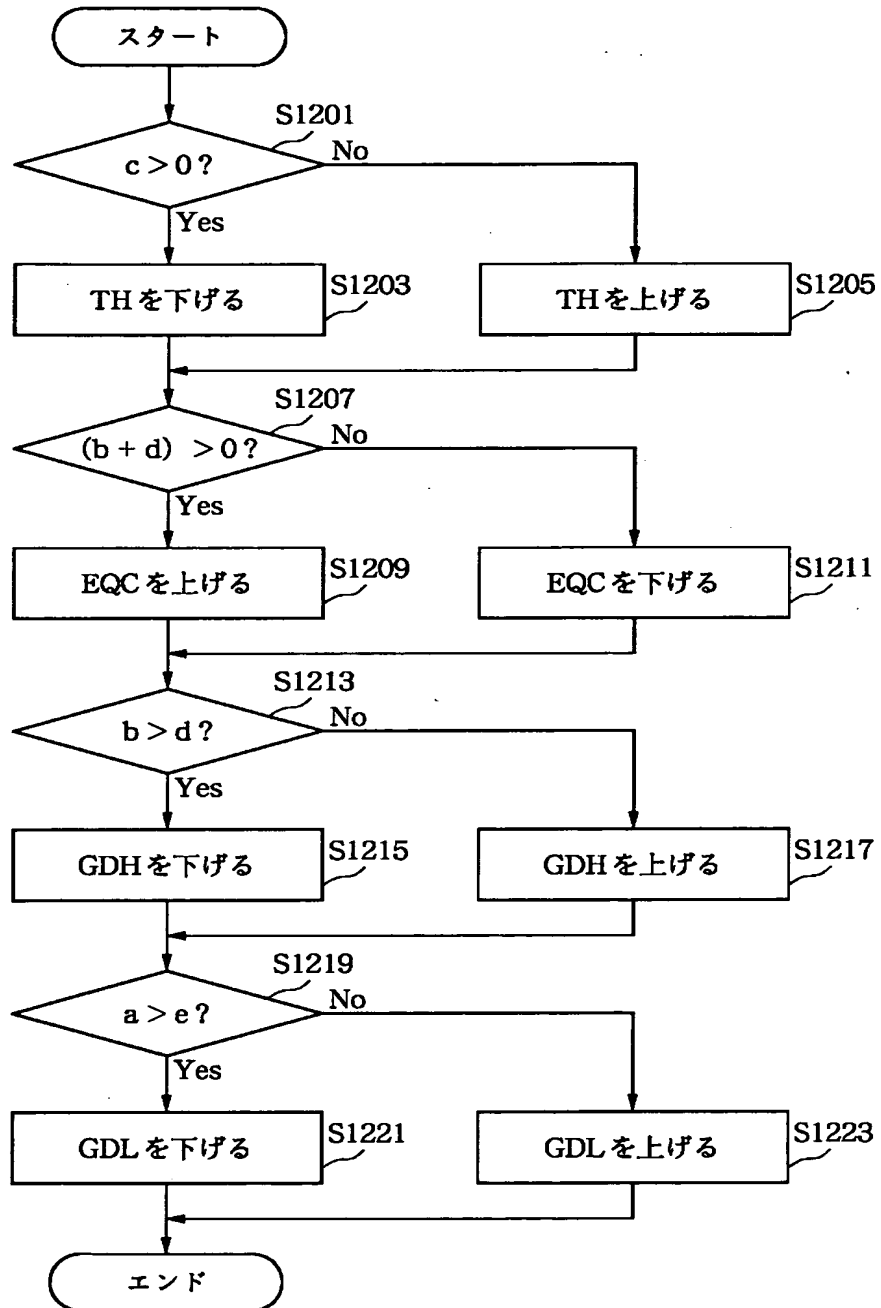 スタート
S1201
c > 0 ?
No
Yes
THを下げる
S1203
THを上げる
S1205
S1207
(b + d) > 0 ?
No
Yes
EQCを上げる
S1209
EQCを下げる
S1211
S1213
b > d ?
No
Yes
GDHを下げる
S1215
GDHを上げる
S1217
S1219
a > e ?
No
Yes
GDLを下げる
S1221
GDLを上げる
S1223
エンド